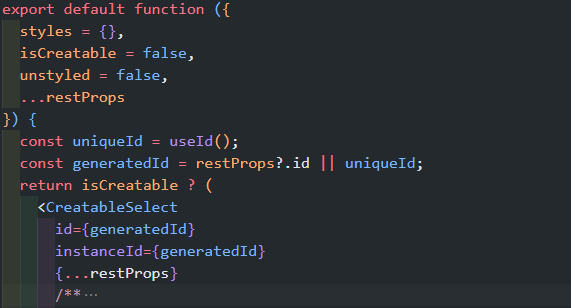 export default function ({
  styles = {},
  isCreatable = false,
  unstyled = false,
  ...restProps
}) {
  const uniqueId = useId();
  const generatedId = restProps?.id || uniqueId;
  return isCreatable ? (
    <CreatableSelect
      id={generatedId}
      instanceId={generatedId}
      {...restProps}
      /**…